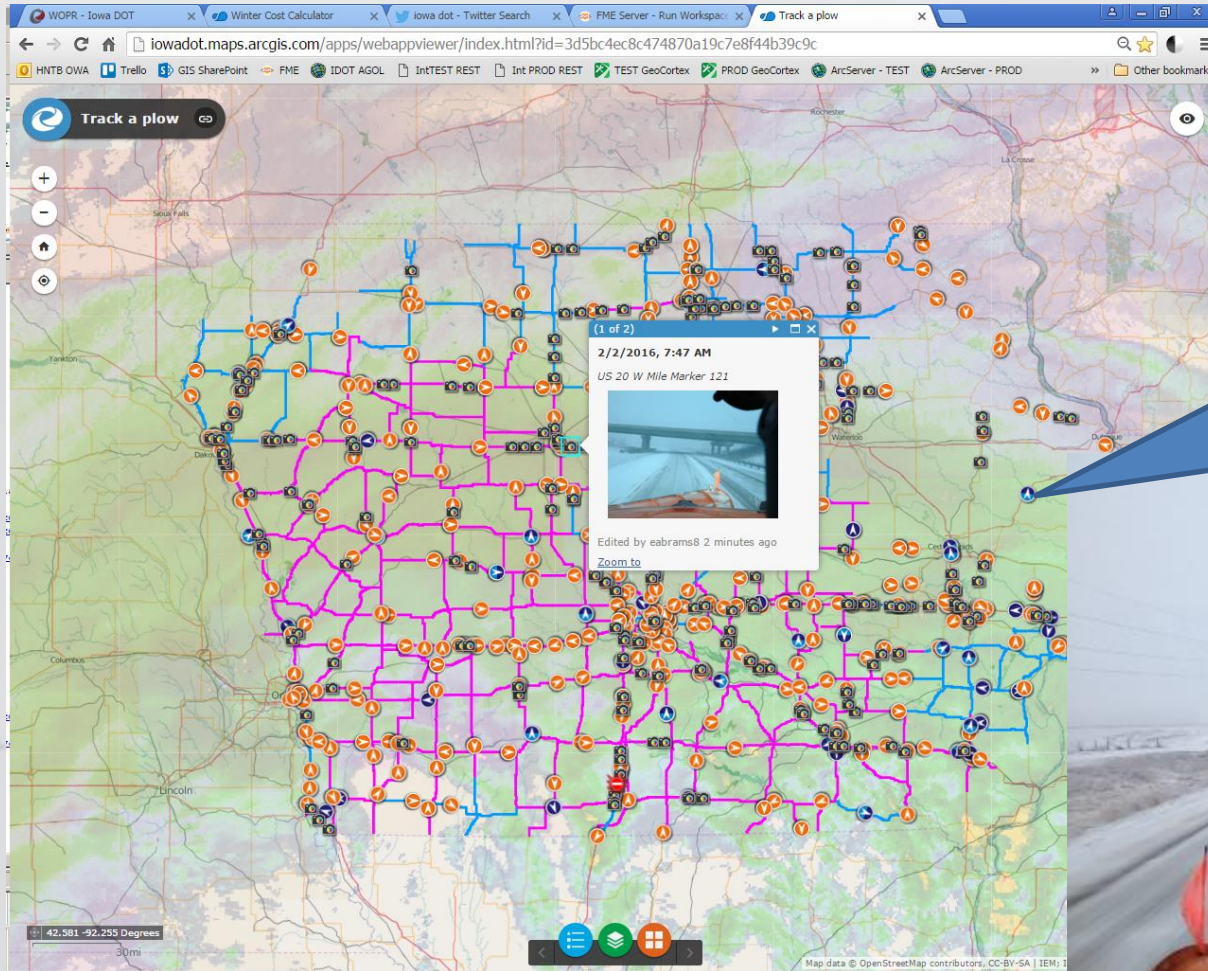 WOPR - Iowa DOT
Winter Cost Calculator
iowa dot - Twitter Search
FME Server - Run Workspace
Track a plow
iowadot.maps.arcgis.com/apps/webappviewer/index.html?id=3d5bc4ec8c474870a19c7e8f44b39c9c
HNTB OWA
Trello
GIS SharePoint
FME
IDOT AGOL
IntTEST REST
Int PROD REST
TEST GeoCortex
PROD GeoCortex
ArcServer - TEST
ArcServer - PROD
»
Other bookmark
Track a plow
Rochester
La Crosse
Sioux Falls
(1 of 2)
2/2/2016, 7:47 AM
US 20 W Mile Marker 121
Yankton
Waterloo
Edited by eabrams8 2 minutes ago
Zoom to
Columbus
Lincoln
42.581 -92.255 Degrees
30mi
Map data © OpenStreetMap contributors, CC-BY-SA | IEM;